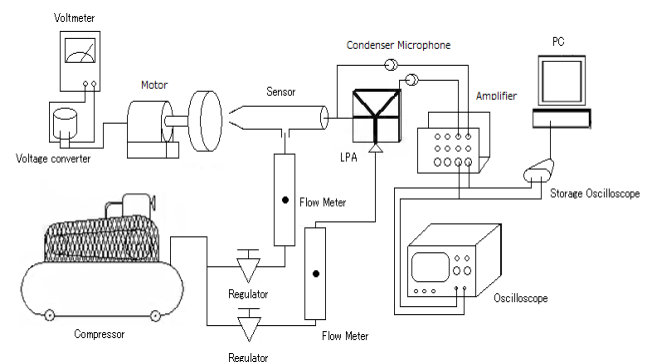 Voltmeter
Condenser Microphone
PC
Motor
Sensor
Amplifier
Voltage converter
LPA
Flow Meter
Storage Oscilloscope
Regulator
Oscilloscope
Compressor
Flow Meter
Regulator